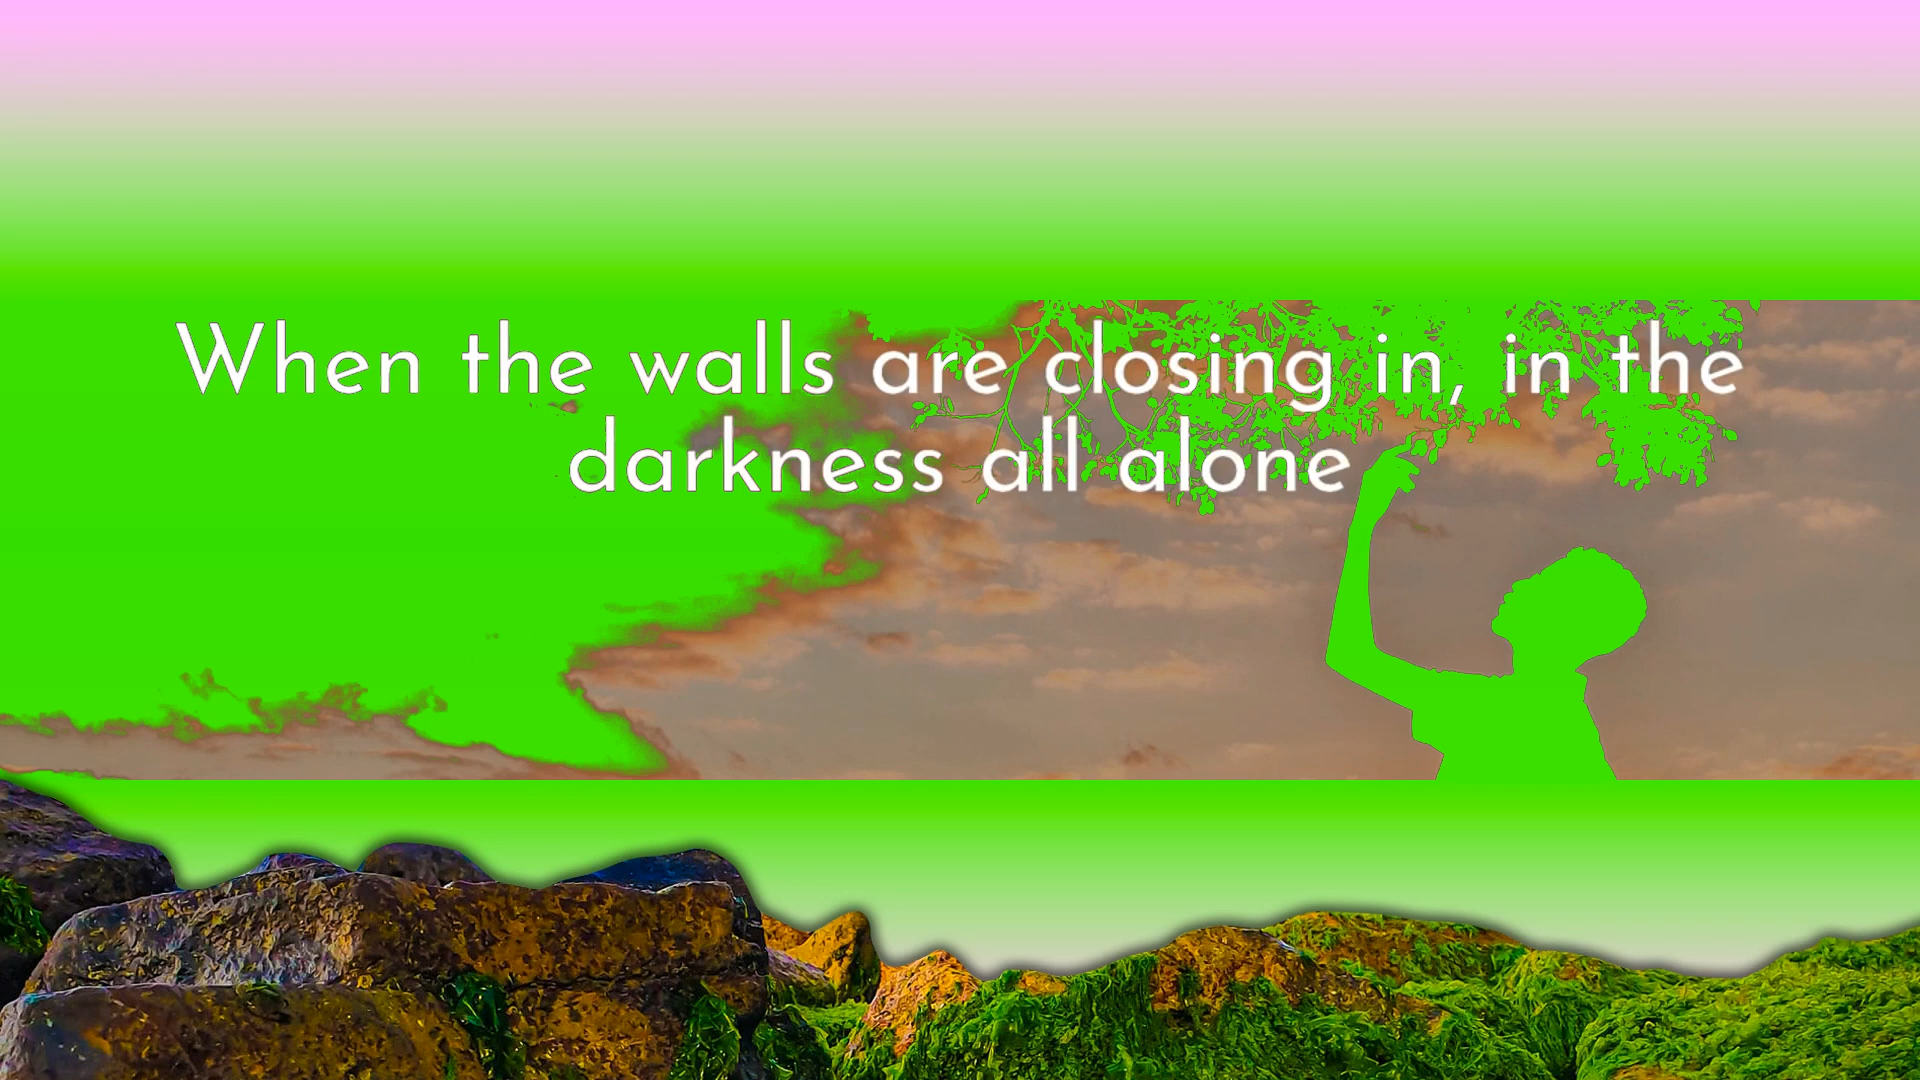 When the walls are closing in, in the
darkness all alone